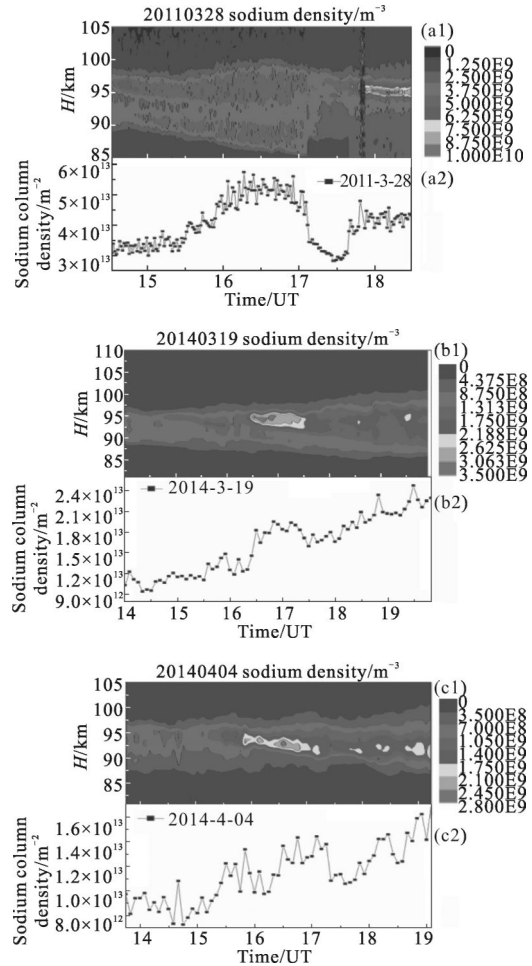 20110328 sodium density/m⁻³
(a1)
105
100
95
90
85
H/km
0
1.250E9
2.500E9
3.750E9
5.000E9
6.250E9
7.500E9
8.750E9
1.000E10
(a2)
6×10¹³
5×10¹³
4×10¹³
3×10¹³
Sodium column
density/m⁻²
2011-3-28
15 16 17 18
Time/UT
20140319 sodium density/m⁻³
(b1)
110
105
100
95
90
85
H/km
0
4.375E8
8.750E8
1.313E9
1.750E9
2.188E9
2.625E9
3.063E9
3.500E9
(b2)
2.4×10¹³
2.1×10¹³
1.8×10¹³
1.5×10¹³
1.2×10¹³
9.0×10¹²
Sodium column
density/m⁻²
2014-3-19
14 15 16 17 18 19
Time/UT
20140404 sodium density/m⁻³
(c1)
105
100
95
90
85
H/km
0
3.500E8
7.000E8
1.050E9
1.400E9
1.750E9
2.100E9
2.450E9
2.800E9
(c2)
1.6×10¹³
1.4×10¹³
1.2×10¹³
1.0×10¹³
8.0×10¹²
Sodium column
density/m⁻²
2014-4-04
14 15 16 17 18 19
Time/UT